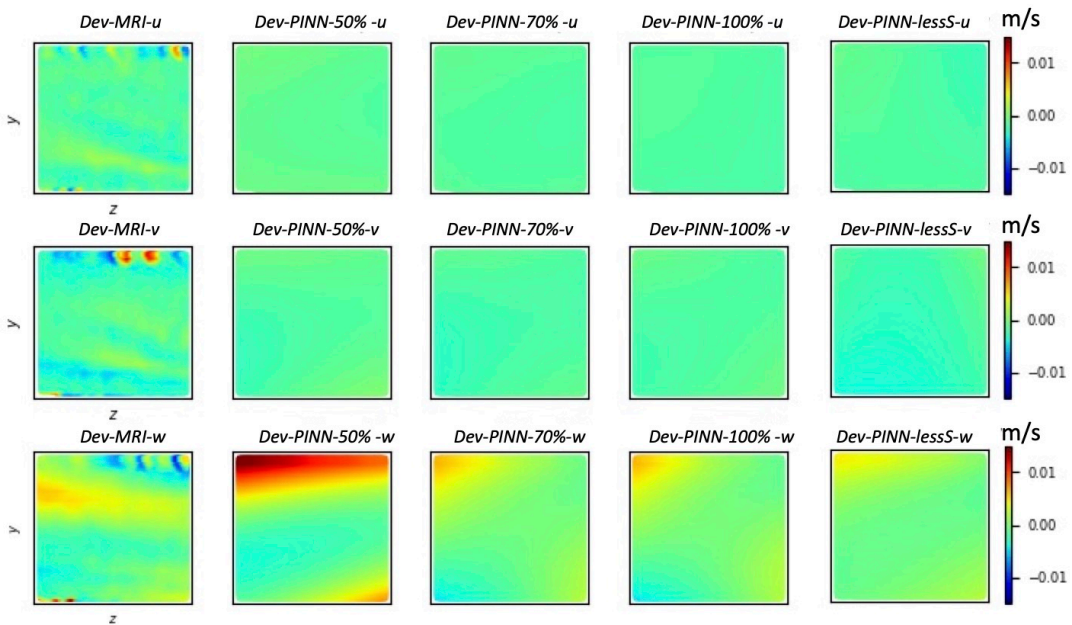 Dev-MRI-u Dev-PINN-50% -u Dev-PINN-70% -u Dev-PINN-100% -u Dev-PINN-lessS-u m/s
0.01
y 0.00
−0.01
z
Dev-MRI-v Dev-PINN-50%-v Dev-PINN-70%-v Dev-PINN-100% -v Dev-PINN-lessS-v m/s
0.01
y 0.00
−0.01
z
Dev-MRI-w Dev-PINN-50% -w Dev-PINN-70%-w Dev-PINN-100% -w Dev-PINN-lessS-w m/s
0.01
y 0.00
−0.01
z